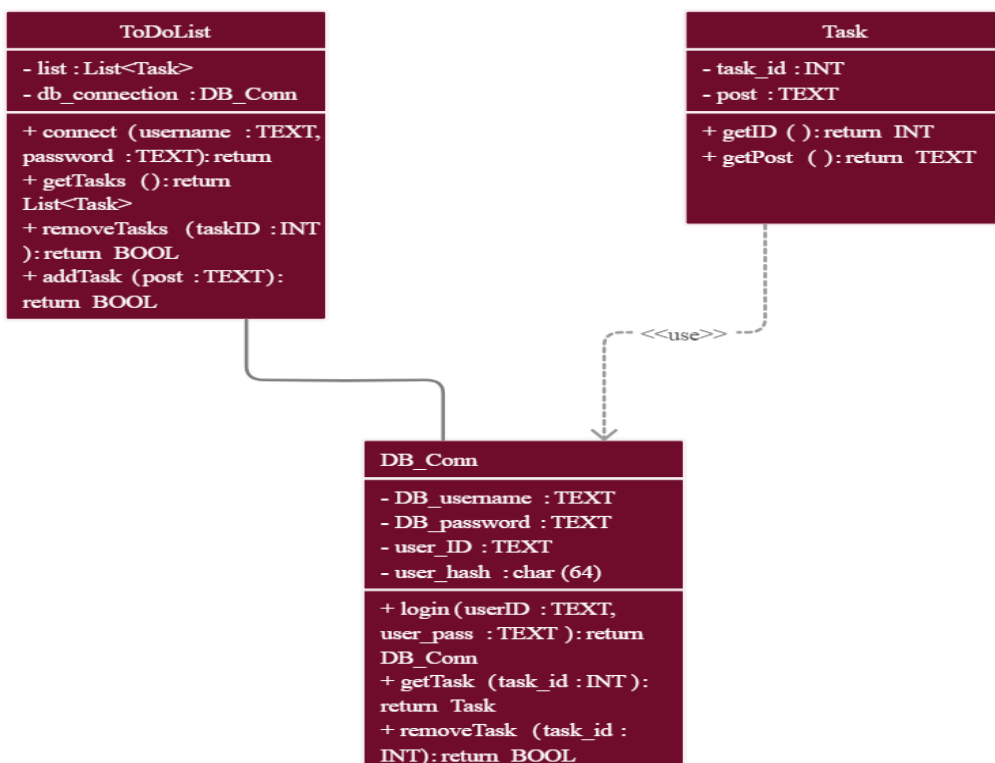 ToDoList
- list : List<Task>
- db_connection : DB_Conn
+ connect (username : TEXT,
password : TEXT): return
+ getTasks (): return
List<Task>
+ removeTasks (taskID : INT
): return BOOL
+ addTask (post : TEXT):
return BOOL
Task
- task_id : INT
- post : TEXT
+ getID ( ): return INT
+ getPost ( ): return TEXT
<<use>>
DB_Conn
- DB_username : TEXT
- DB_password : TEXT
- user_ID : TEXT
- user_hash : char (64)
+ login (userID : TEXT,
user_pass : TEXT ): return
DB_Conn
+ getTask (task_id : INT ):
return Task
+ removeTask (task_id :
INT): return BOOL